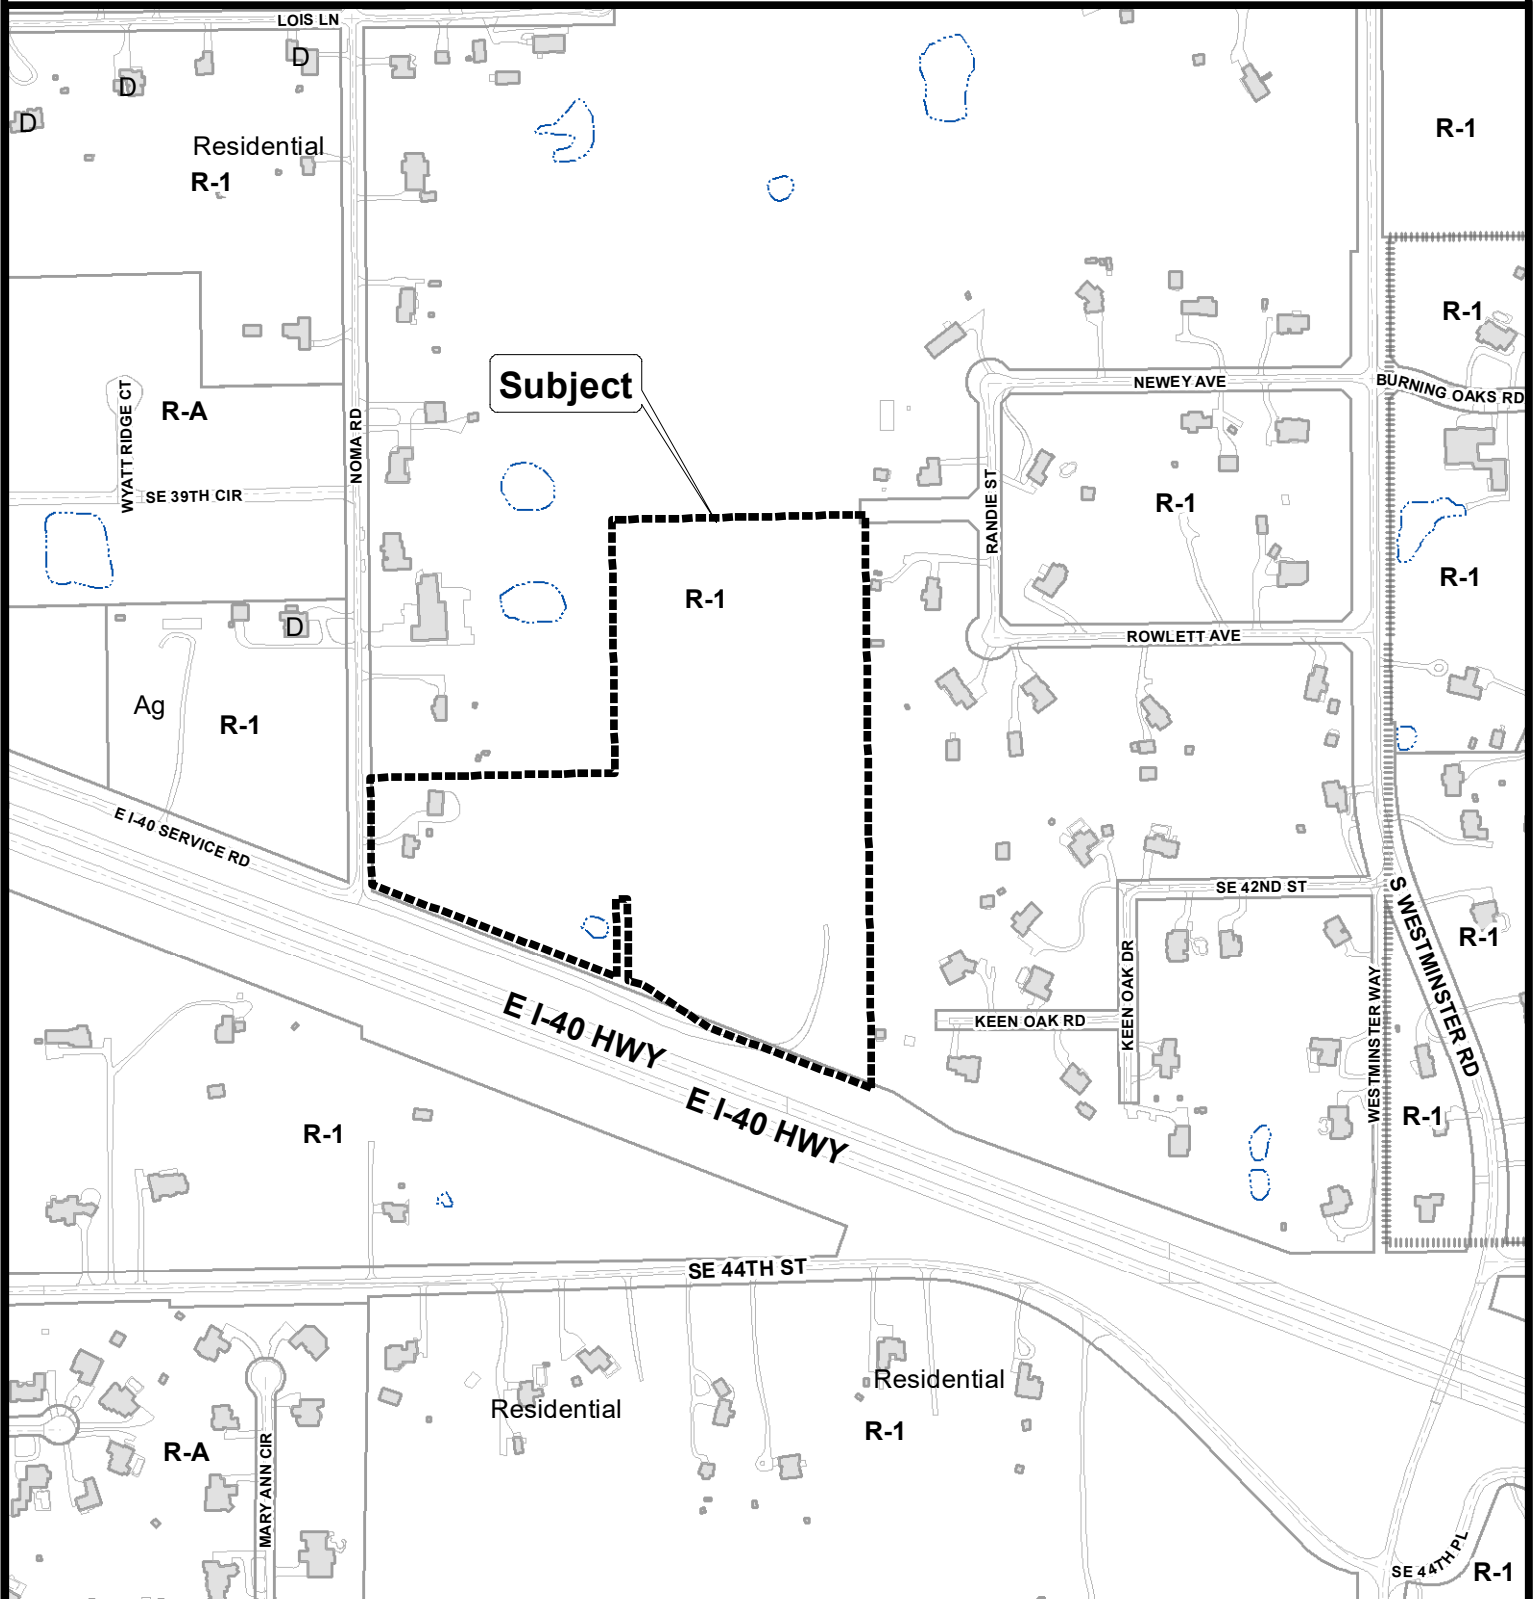 LOIS LN
D
D
D
R-1
Residential
R-1
R-1
Subject
NEWEY AVE
BURNING OAKS RD
WYATT RIDGE CT
R-A
NOMA RD
SE 39TH CIR
RANDIE ST
R-1
R-1
R-1
D
ROWLETT AVE
Ag
R-1
E I-40 SERVICE RD
SE 42ND ST
S WESTMINSTER RD
R-1
KEEN OAK DR
WESTMINSTER WAY
E I-40 HWY
KEEN OAK RD
E I-40 HWY
R-1
R-1
SE 44TH ST
Residential
Residential
R-1
R-A
MARY ANN CIR
SE 44TH PL
R-1